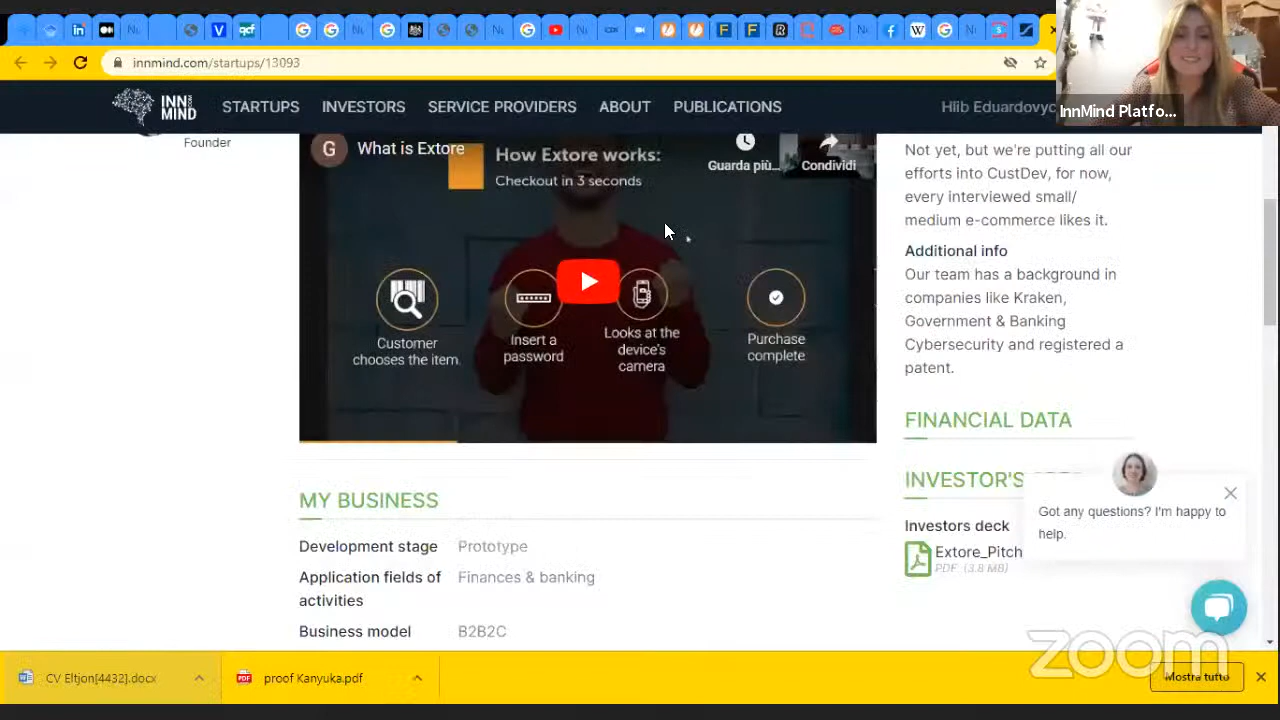 innmind.com/startups/13093
INN
MIND
STARTUPS
INVESTORS
SERVICE PROVIDERS
ABOUT
PUBLICATIONS
Hlib Eduardovyc
InnMind Platfo...
Founder
G
What is Extore
How Extore works:
Checkout in 3 seconds
Guarda più...
Condividi
Customer
chooses the item.
Insert a
password
Looks at the
device's
camera
Purchase
complete
Not yet, but we're putting all our
efforts into CustDev, for now,
every interviewed small/
medium e-commerce likes it.
Additional info
Our team has a background in
companies like Kraken,
Government & Banking
Cybersecurity and registered a
patent.
FINANCIAL DATA
INVESTOR'S
Investors deck
Extore_Pitch
PDF (3.8 MB)
Got any questions? I'm happy to
help.
MY BUSINESS
Development stage
Prototype
Application fields of
activities
Finances & banking
Business model
B2B2C
zoom
CV Eltjon[4432].docx
proof Kanyuka.pdf
Mostra tutto